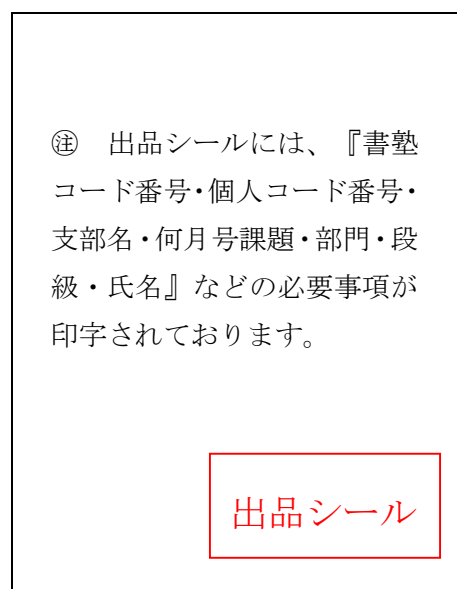 ㊟　出品シールには、『書塾
コード番号・個人コード番号・
支部名・何月号課題・部門・段
級・氏名』などの必要事項が
印字されております。
出品シール